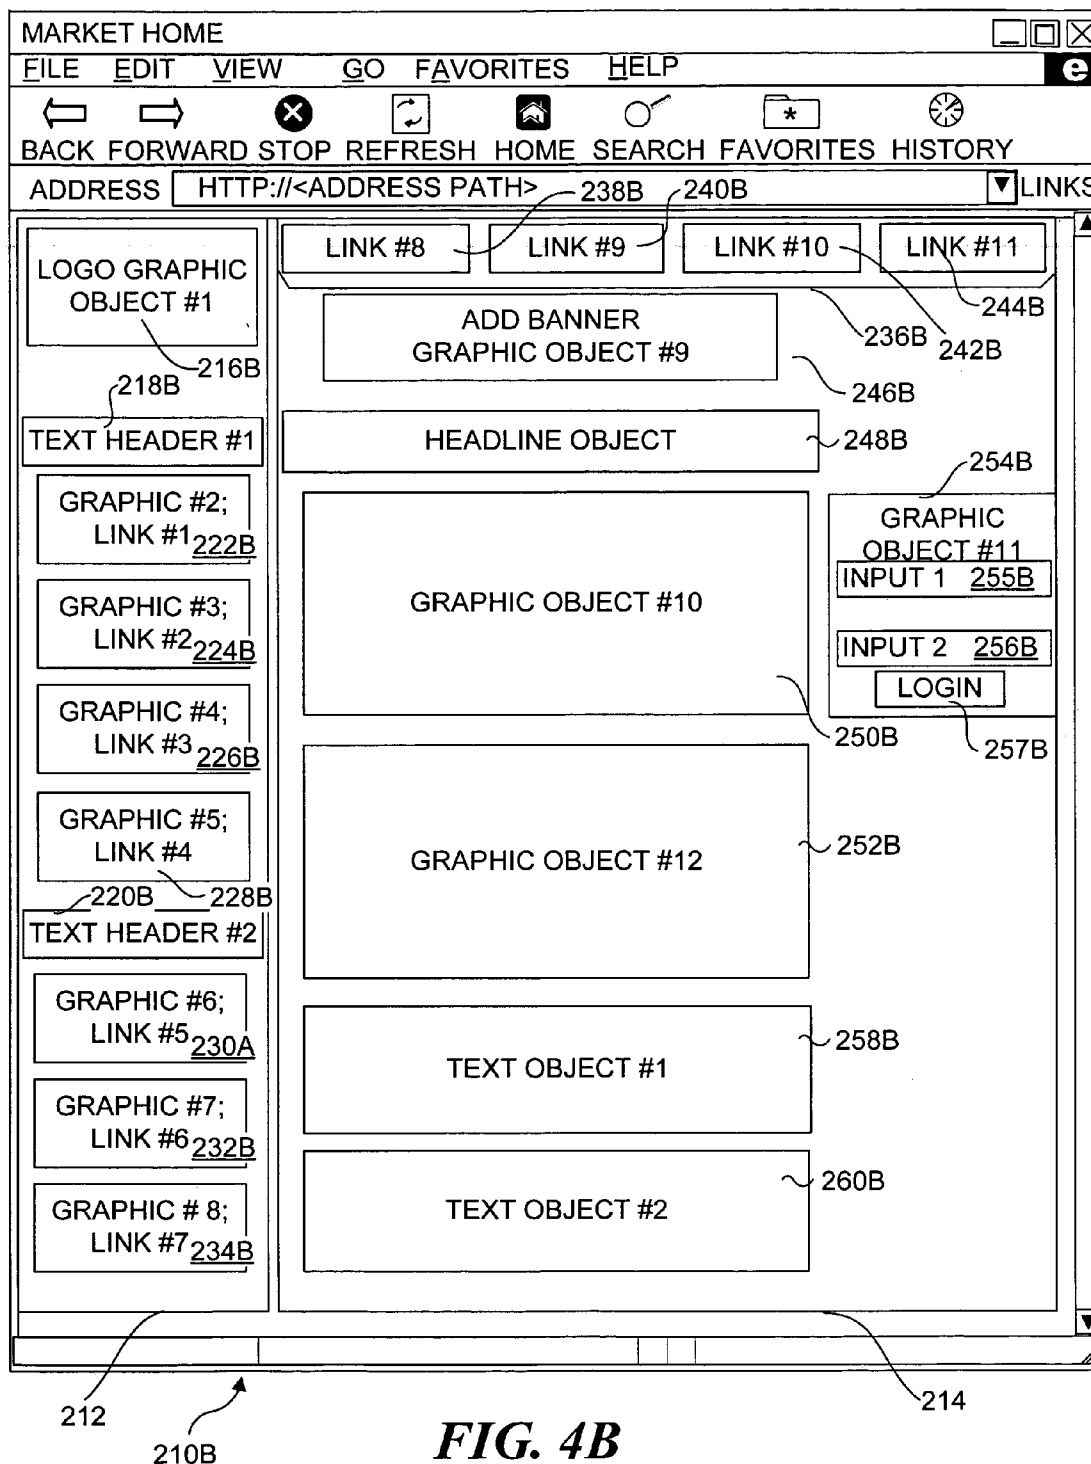 MARKET HOME
FILE EDIT VIEW GO FAVORITES HELP
e
BACK FORWARD STOP REFRESH HOME SEARCH FAVORITES HISTORY
ADDRESS HTTP://<ADDRESS PATH> LINKS
238B
240B
LOGO GRAPHIC
OBJECT #1
216B
218B
TEXT HEADER #1
GRAPHIC #2;
LINK #1 222B
GRAPHIC #3;
LINK #2 224B
GRAPHIC #4;
LINK #3 226B
GRAPHIC #5;
LINK #4
220B 228B
TEXT HEADER #2
GRAPHIC #6;
LINK #5 230A
GRAPHIC #7;
LINK #6 232B
GRAPHIC # 8;
LINK #7 234B
LINK #8 LINK #9 LINK #10 LINK #11
244B
236B
242B
ADD BANNER
GRAPHIC OBJECT #9
246B
HEADLINE OBJECT
248B
254B
GRAPHIC OBJECT #10
250B
GRAPHIC
OBJECT #11
INPUT 1 255B
INPUT 2 256B
LOGIN
257B
GRAPHIC OBJECT #12
252B
TEXT OBJECT #1
258B
TEXT OBJECT #2
260B
212
210B
214
FIG. 4B